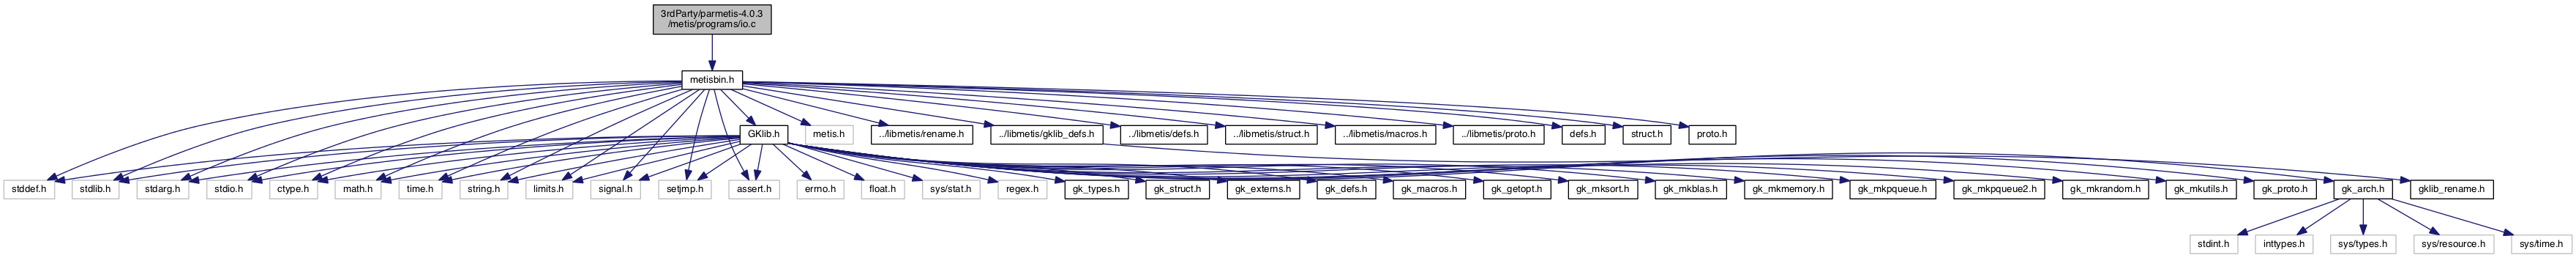 3rdParty/parmetis-4.0.3
/metis/programs/io.c
metisbin.h
GKlib.h
metis.h
../libmetis/rename.h
../libmetis/gklib_defs.h
../libmetis/defs.h
../libmetis/struct.h
../libmetis/macros.h
../libmetis/proto.h
defs.h
struct.h
proto.h
stddef.h
stdlib.h
stdarg.h
stdio.h
ctype.h
math.h
time.h
string.h
limits.h
signal.h
setjmp.h
assert.h
errno.h
float.h
sys/stat.h
regex.h
gk_types.h
gk_struct.h
gk_externs.h
gk_defs.h
gk_macros.h
gk_getopt.h
gk_mksort.h
gk_mkblas.h
gk_mkmemory.h
gk_mkpqueue.h
gk_mkpqueue2.h
gk_mkrandom.h
gk_mkutils.h
gk_proto.h
gk_arch.h
gklib_rename.h
stdint.h
inttypes.h
sys/types.h
sys/resource.h
sys/time.h